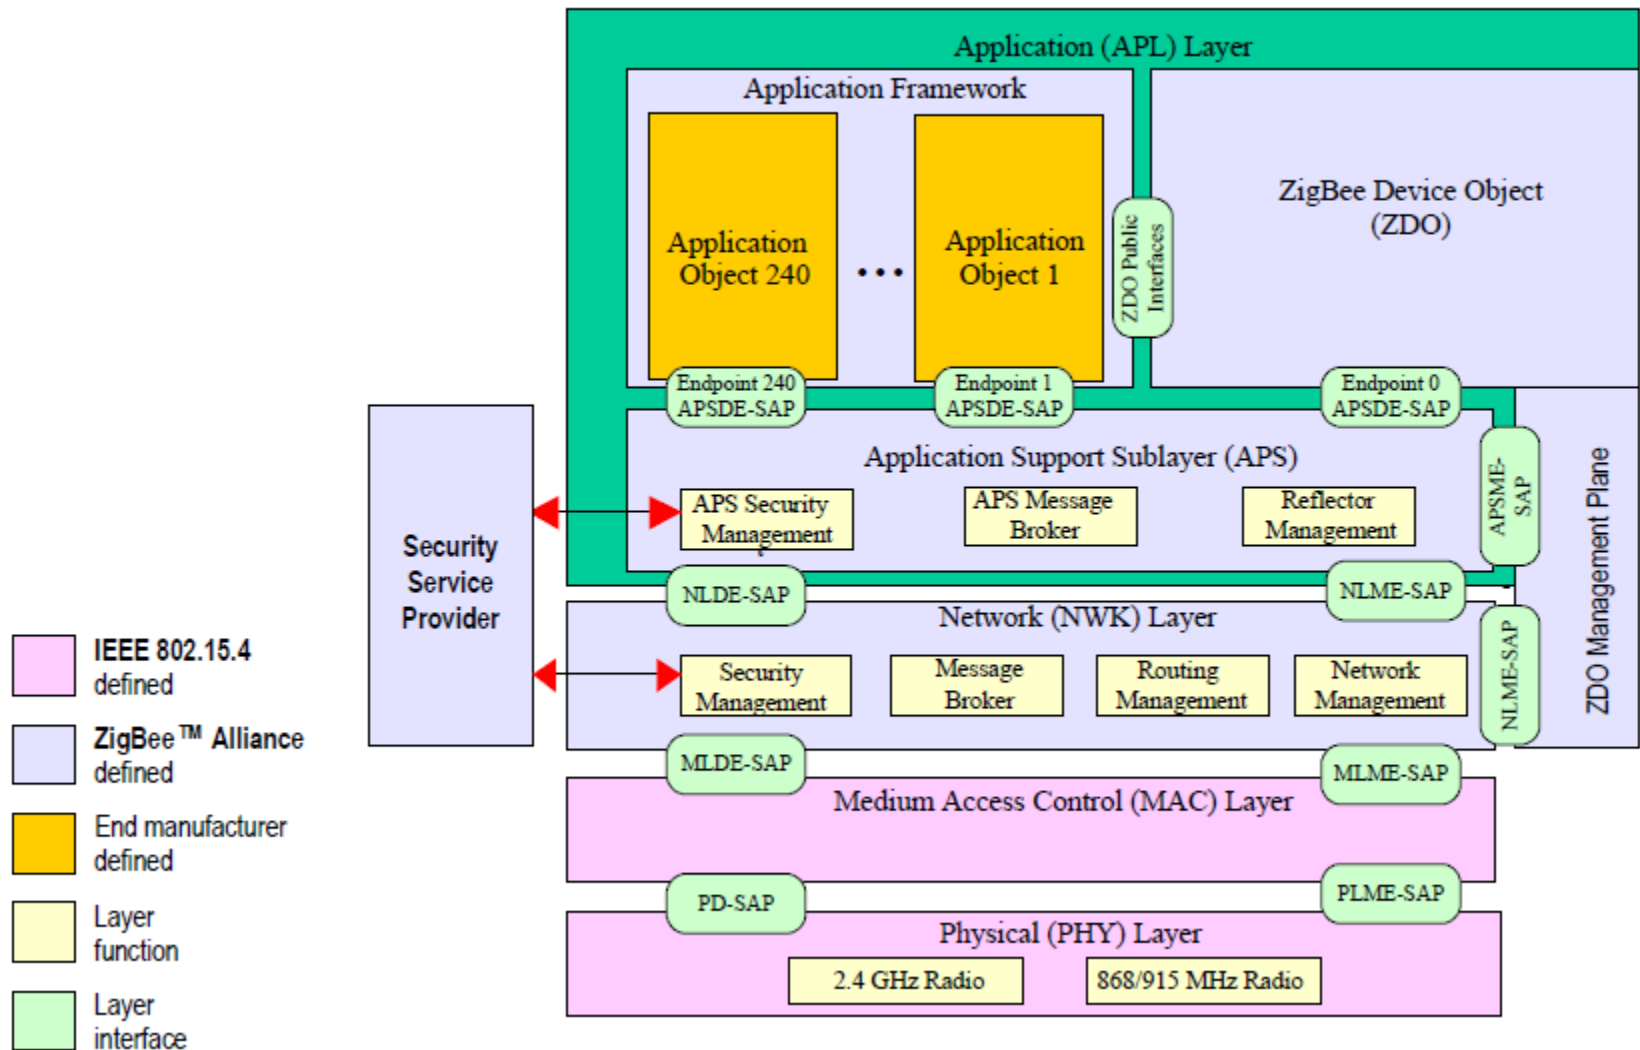 Application (APL) Layer
Application Framework
Application
Object 240
...
Application
Object 1
ZDO Public
Interfaces
ZigBee Device Object
(ZDO)
Endpoint 240
APSDE-SAP
Endpoint 1
APSDE-SAP
Endpoint 0
APSDE-SAP
Application Support Sublayer (APS)
APS Security
Management
APS Message
Broker
Reflector
Management
APSME-
SAP
ZDO Management Plane
Security
Service
Provider
NLDE-SAP
NLME-SAP
Network (NWK) Layer
Security
Management
Message
Broker
Routing
Management
Network
Management
NLME-SAP
MLDE-SAP
MLME-SAP
Medium Access Control (MAC) Layer
PD-SAP
PLME-SAP
Physical (PHY) Layer
2.4 GHz Radio
868/915 MHz Radio
IEEE 802.15.4
defined
ZigBee™ Alliance
defined
End manufacturer
defined
Layer
function
Layer
interface